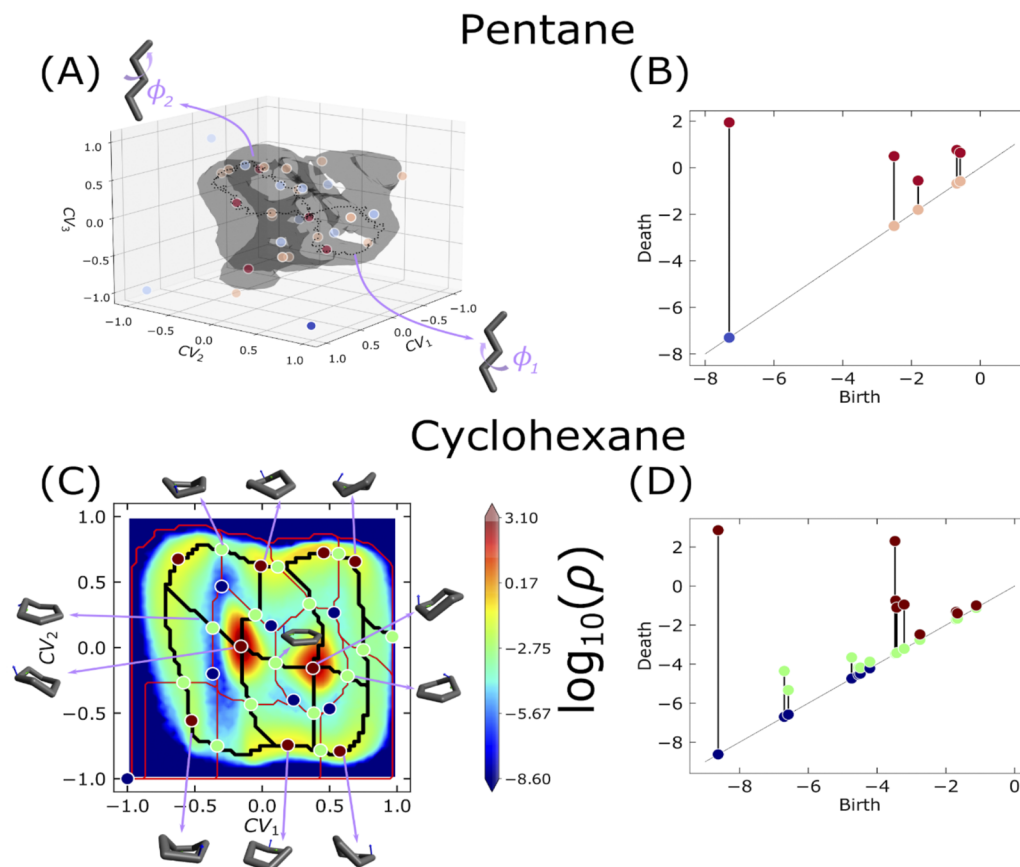 Pentane
(A)
ϕ2
1.0
0.5
0.0
-0.5
-1.0
CV3
-1.0
-0.5
0.0
0.5
1.0
CV2
1.0
0.5
0.0
-0.5
-1.0
CV1
ϕ1
(B)
2
0
−2
−4
−6
−8
Death
−8 −6 −4 −2 0
Birth
Cyclohexane
(C)
1.0
0.5
0.0
−0.5
−1.0
CV2
−1.0 −0.5 0.0 0.5 1.0
CV1
3.10
0.17
-2.75
-5.67
-8.60
log10(ρ)
(D)
2
0
−2
−4
−6
−8
Death
−8 −6 −4 −2 0
Birth